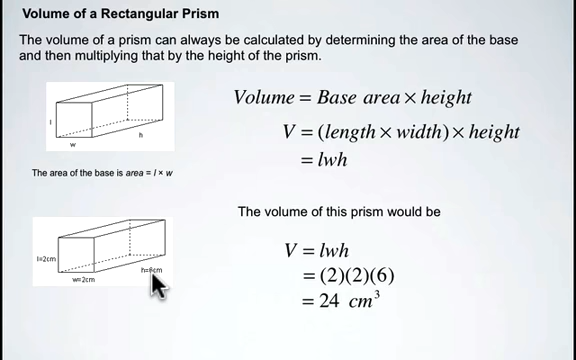 Volume of a Rectangular Prism
The volume of a prism can always be calculated by determining the area of the base
and then multiplying that by the height of the prism.
l
w
h
The area of the base is area = l × w
Volume = Base area × height
V = (length × width) × height
= lwh
l=2cm
w=2cm
h=6cm
The volume of this prism would be
V = lwh
= (2)(2)(6)
= 24 cm³